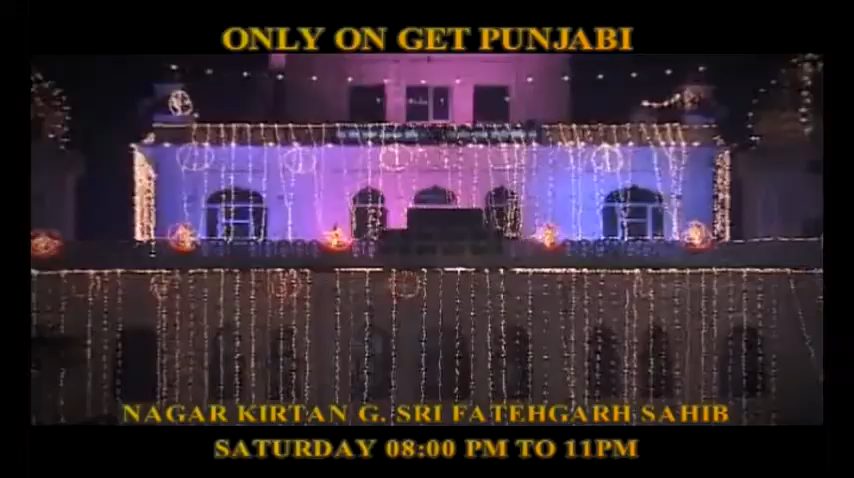 ONLY ON GET PUNJABI
NAGAR KIRTAN G. SRI FATEHGARH SAHIB
SATURDAY 08:00 PM TO 11PM